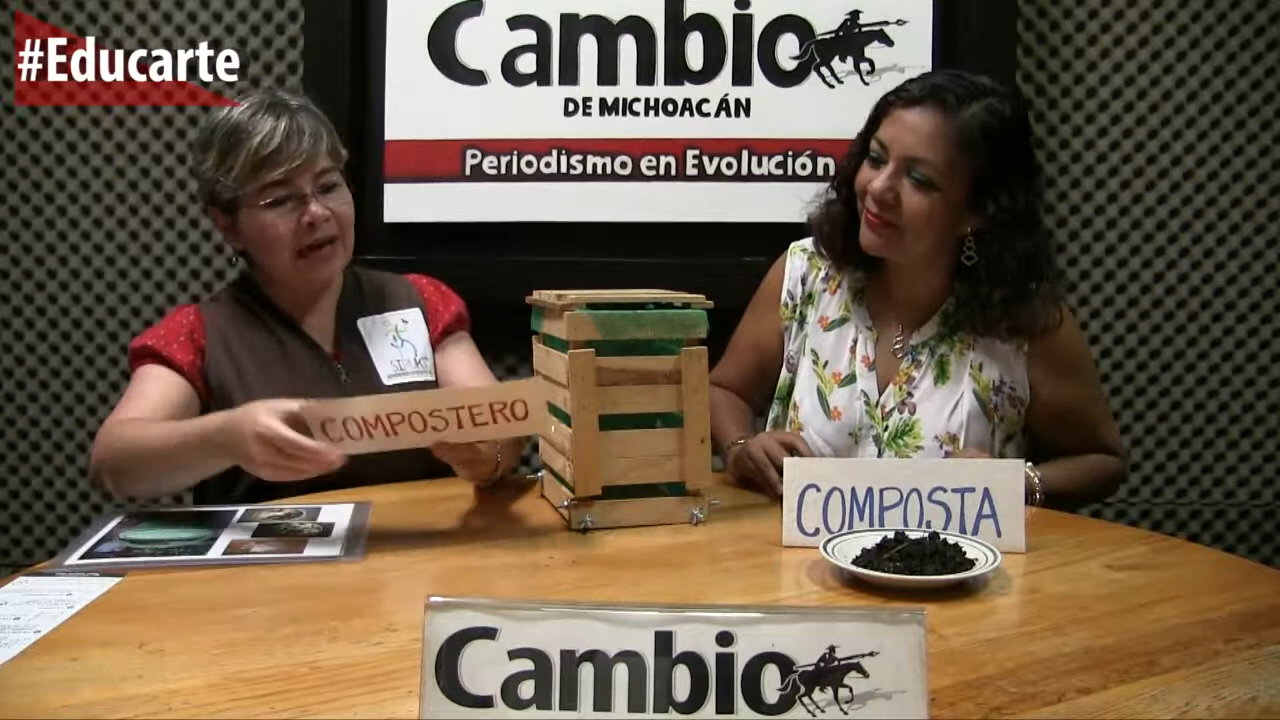 #Educarte
Cambio
DE MICHOACÁN
Periodismo en Evolución
COMPOSTERO
COMPOSTA
Cambio